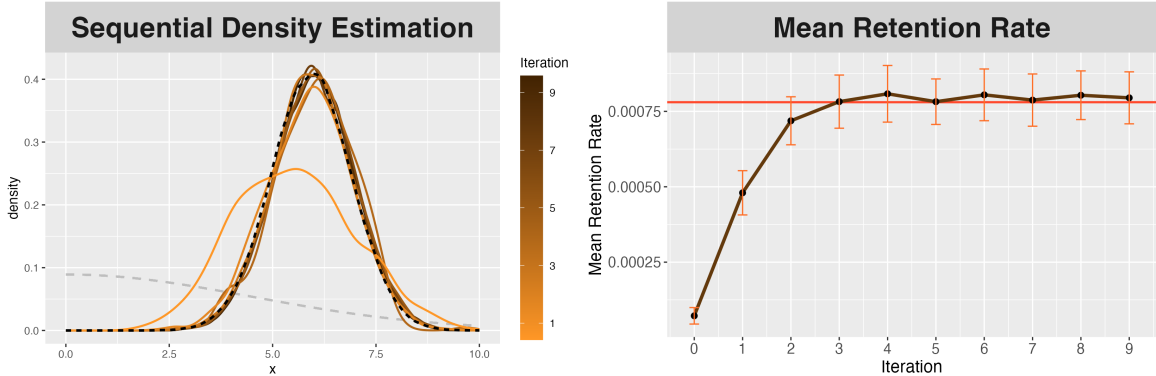 Sequential Density Estimation
density
0.4
0.3
0.2
0.1
0.0
0.0 2.5 5.0 7.5 10.0
x
Iteration
9
7
5
3
1
Mean Retention Rate
Mean Retention Rate
0.00075
0.00050
0.00025
0 1 2 3 4 5 6 7 8 9
Iteration